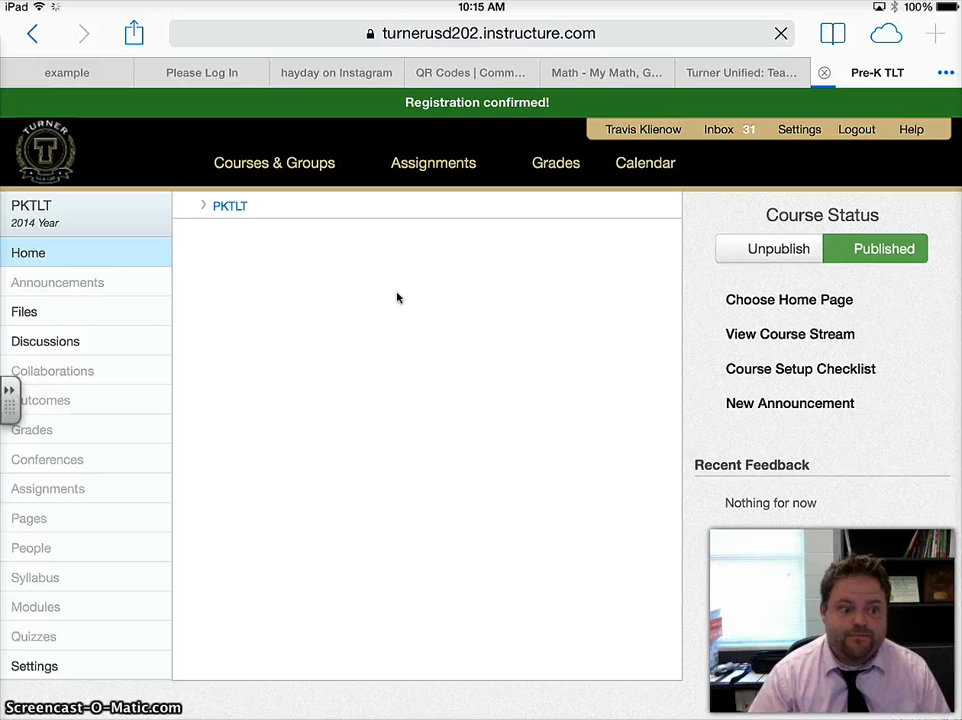 iPad 10:15 AM 100%
turnerusd202.instructure.com
example Please Log In hayday on Instagram QR Codes | Comm... Math - My Math, G... Turner Unified: Tea... Pre-K TLT
Registration confirmed!
TURNER
T
Travis Klienow Inbox 31 Settings Logout Help
Courses & Groups Assignments Grades Calendar
PKTLT
2014 Year
PKTLT
Home
Announcements
Files
Discussions
Collaborations
utcomes
Grades
Conferences
Assignments
Pages
People
Syllabus
Modules
Quizzes
Settings
Course Status
Unpublish Published
Choose Home Page
View Course Stream
Course Setup Checklist
New Announcement
Recent Feedback
Nothing for now
Screencast-O-Matic.com